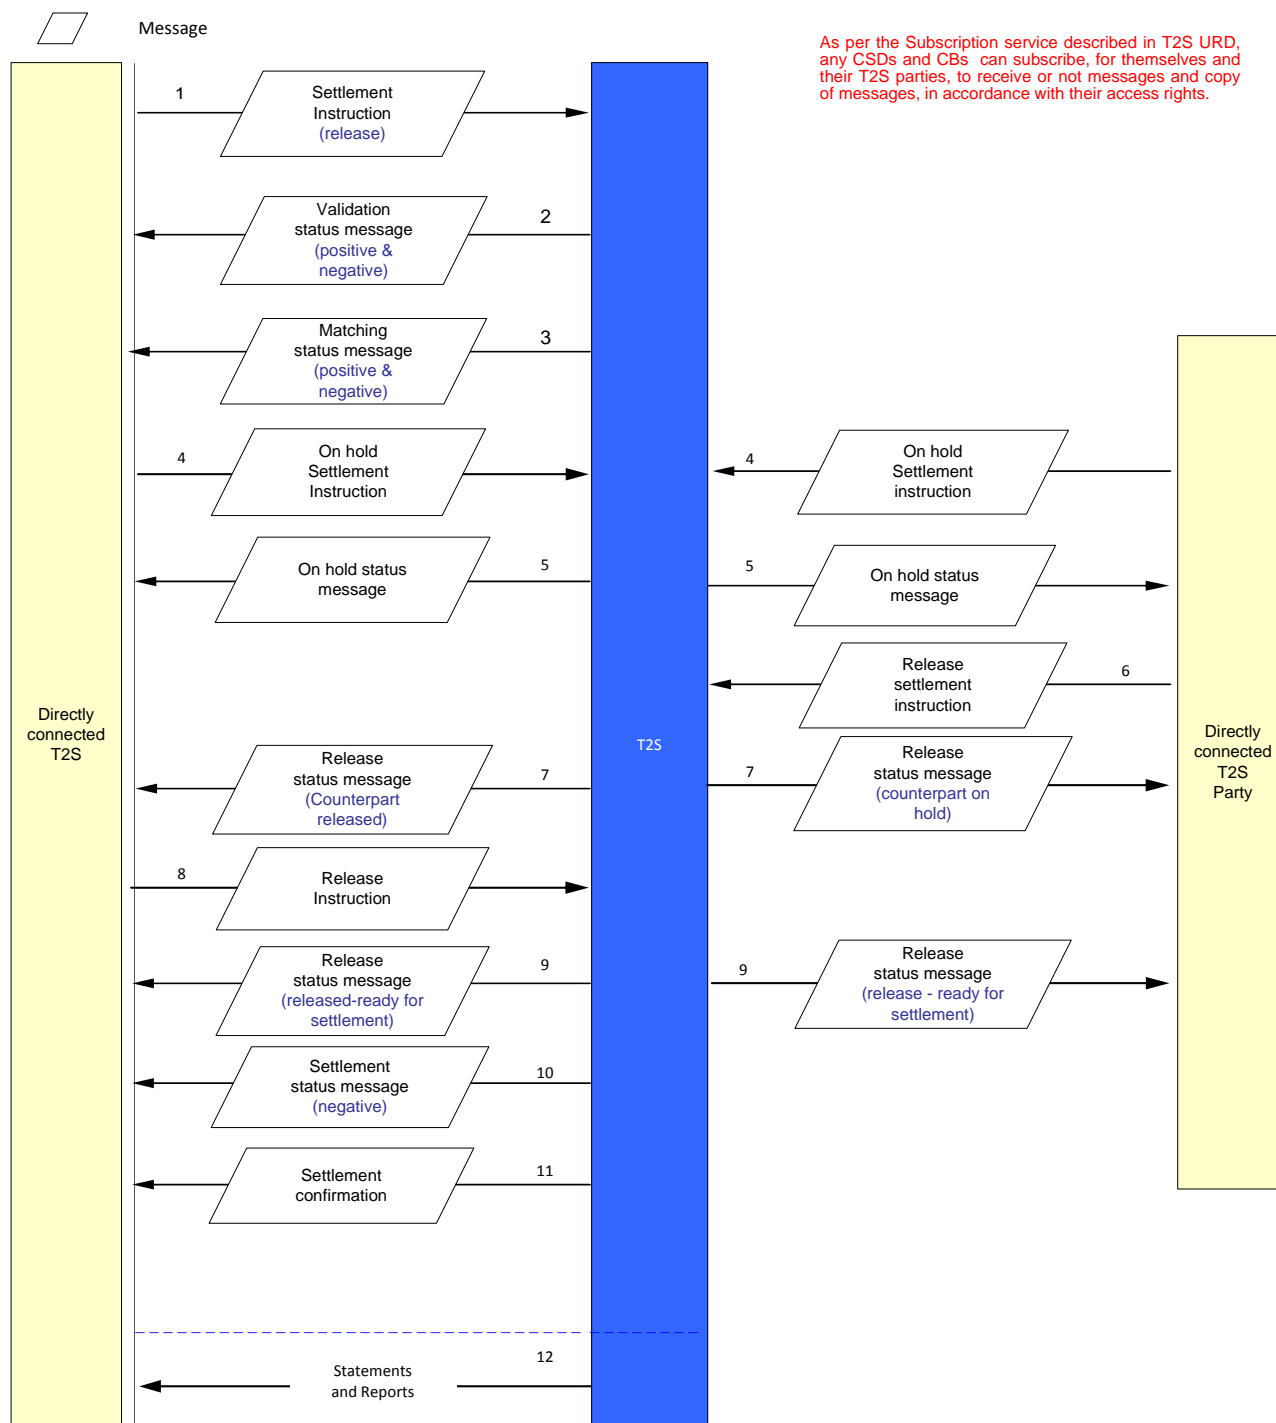 Message
As per the Subscription service described in T2S URD,
any CSDs and CBs can subscribe, for themselves and
their T2S parties, to receive or not messages and copy
of messages, in accordance with their access rights.
1
Settlement
Instruction
(release)
Validation
status message
(positive &
negative)
2
Matching
status message
(positive &
negative)
3
4
On hold
Settlement
Instruction
4
On hold
Settlement
instruction
On hold status
message
5
5
On hold status
message
Release
settlement
instruction
6
Directly
connected
T2S
T2S
Directly
connected
T2S
Party
Release
status message
(Counterpart
released)
7
7
Release
status message
(counterpart on
hold)
8
Release
Instruction
Release
status message
(released-ready for
settlement)
9
9
Release
status message
(release - ready for
settlement)
Settlement
status message
(negative)
10
Settlement
confirmation
11
12
Statements
and Reports